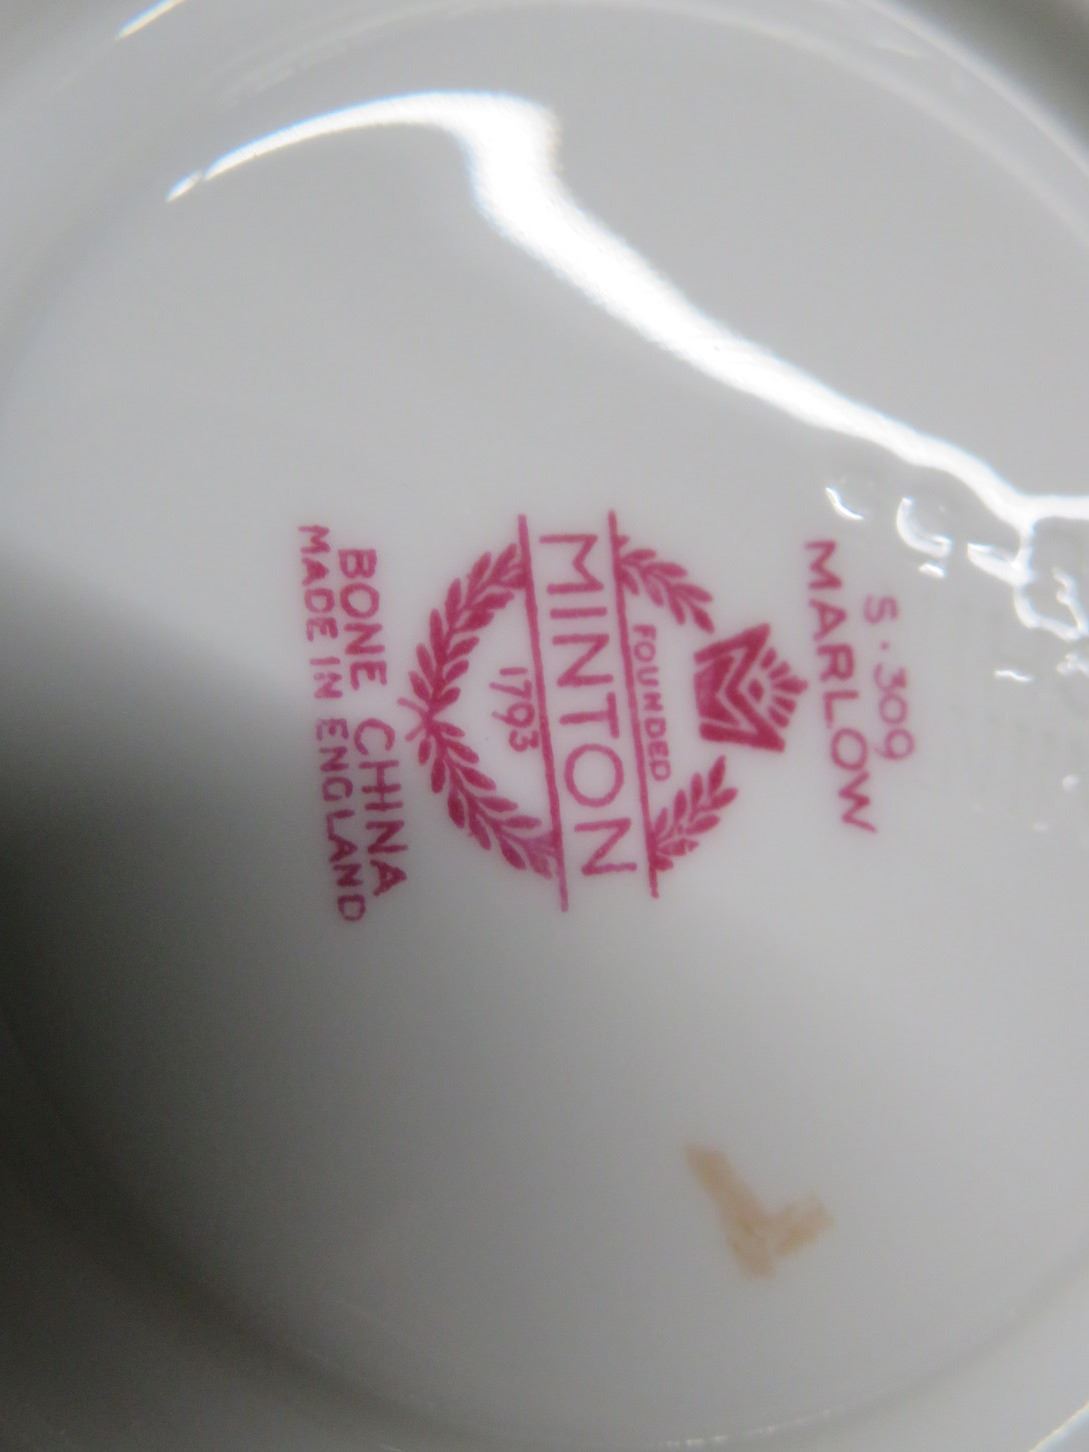 S.309
MARLOW
FOUNDED
MINTON
1793
BONE CHINA
MADE IN ENGLAND